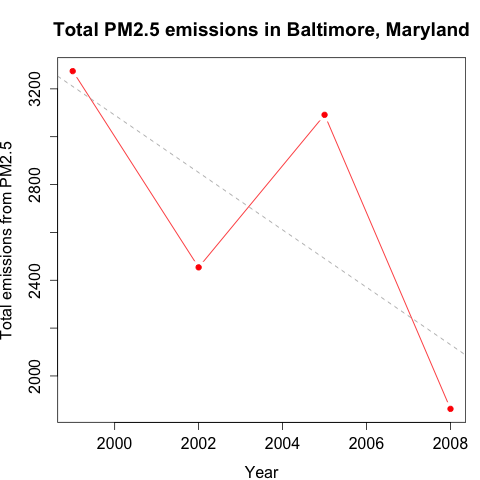 Total PM2.5 emissions in Baltimore, Maryland
Total emissions from PM2.5
3200
2800
2400
2000
2000 2002 2004 2006 2008
Year